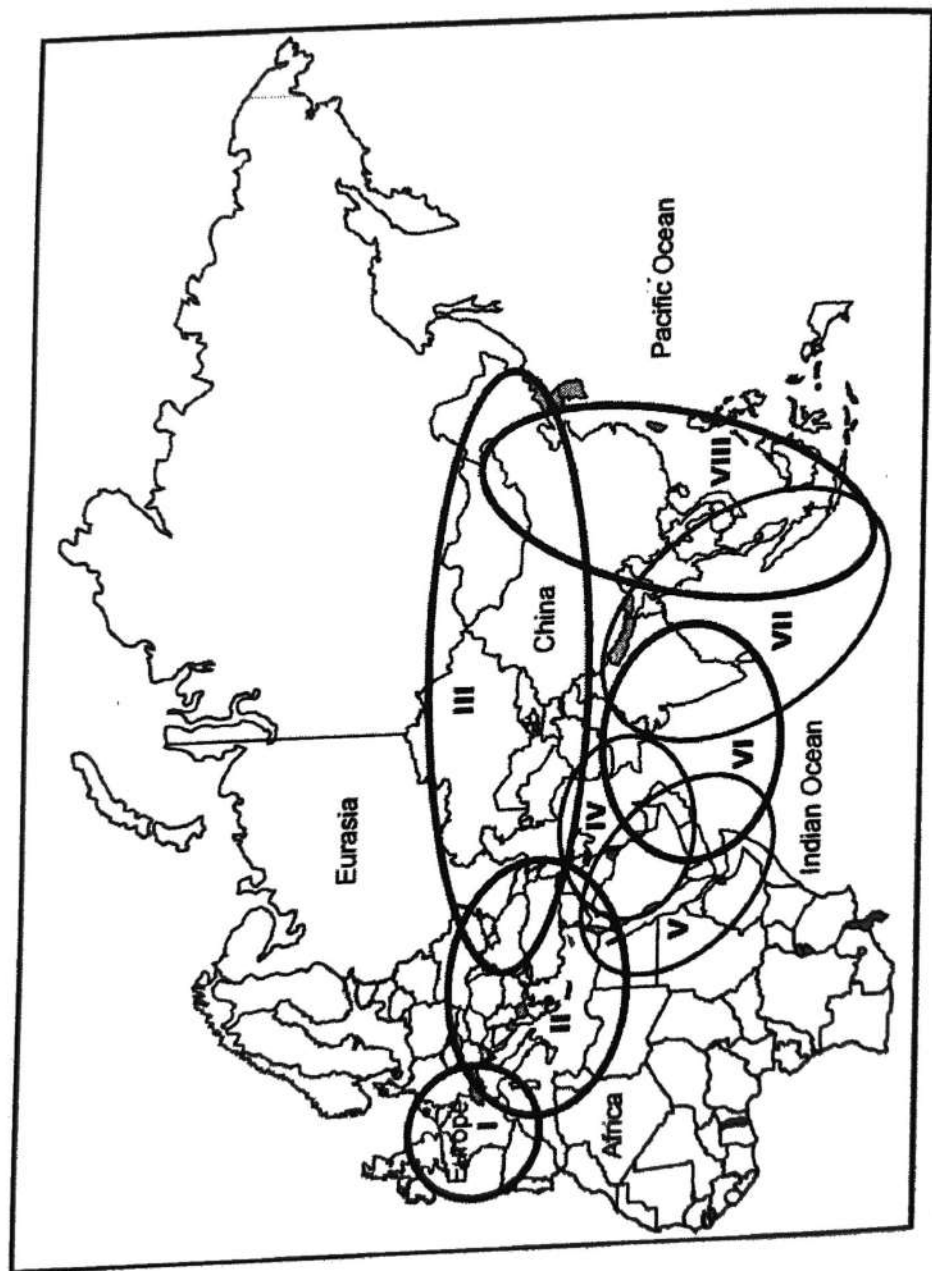 Eurasia
Europe
I
II
III
China
Africa
IV
V
VI
VII
VIII
Indian Ocean
Pacific Ocean